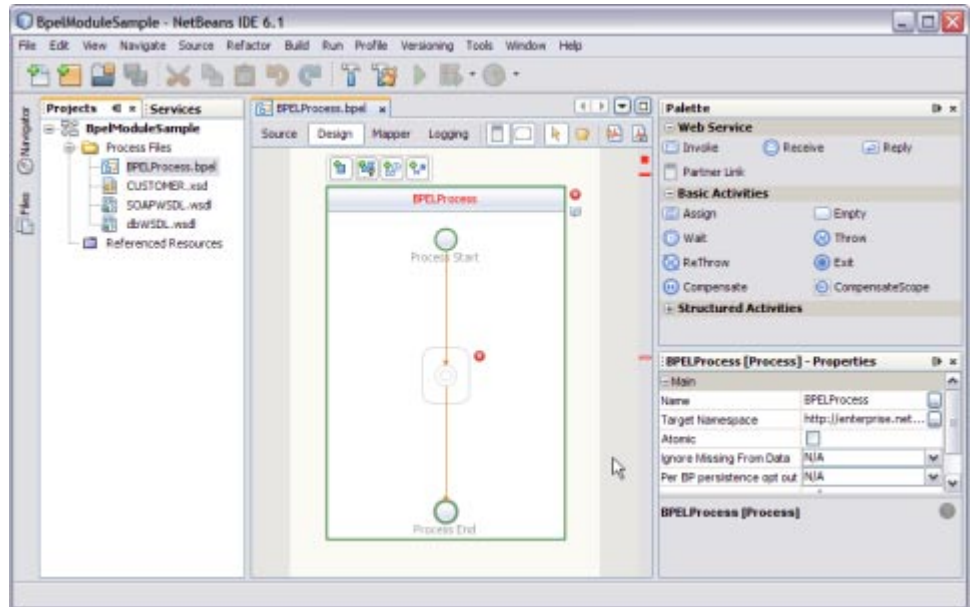 BpelModuleSample - NetBeans IDE 6.1
File Edit View Navigate Source Refactor Build Run Profile Versioning Tools Window Help
Navigator
Files
Projects
Services
BpelModuleSample
Process Files
BPELProcess.bpel
CUSTOMER.xsd
SOAPWSDL.wsdl
dbWSDL.wsdl
Referenced Resources
BPELProcess.bpel
Source Design Mapper Logging
BPELProcess
Process Start
Process End
Palette
Web Service
Invoke Receive Reply
Partner Link
Basic Activities
Assign Empty
Wait Throw
ReThrow Exit
Compensate CompensateScope
Structured Activities
BPELProcess [Process] - Properties
Main
Name BPELProcess
Target Namespace http://enterprise.net...
Atomic
Ignore Missing From Data N/A
Per BP persistence opt out N/A
BPELProcess [Process]